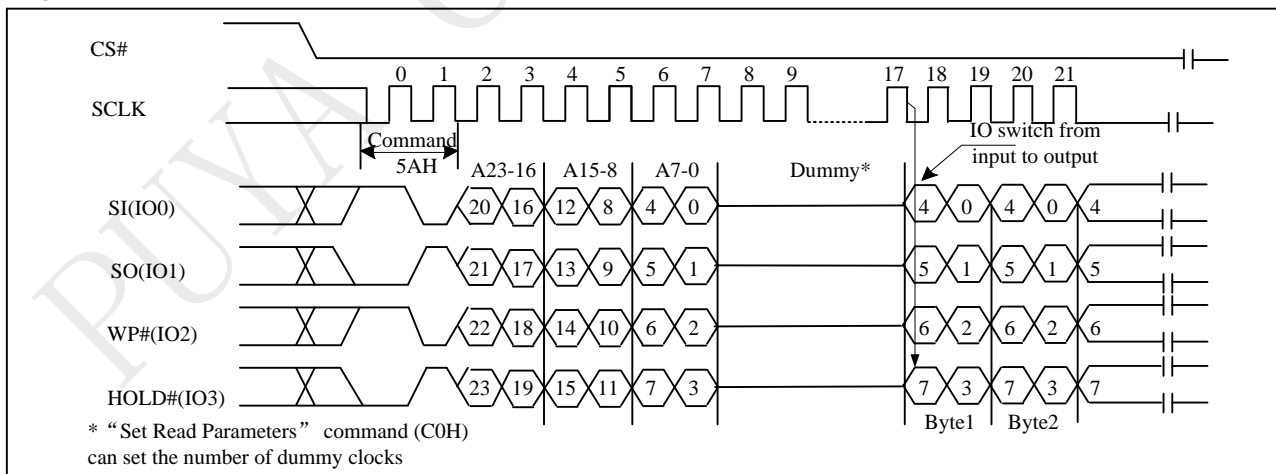 CS#
0 1 2 3 4 5 6 7 8 9 17 18 19 20 21
SCLK
IO switch from
input to output
Command
5AH
A23-16 A15-8 A7-0 Dummy*
SI(IO0) 20 16 12 8 4 0 4 0 4 0 4
SO(IO1) 21 17 13 9 5 1 5 1 5 1 5
WP#(IO2) 22 18 14 10 6 2 6 2 6 2 6
HOLD#(IO3) 23 19 15 11 7 3 7 3 7 3 7
Byte1 Byte2
* “Set Read Parameters” command (C0H)
can set the number of dummy clocks
PUYA